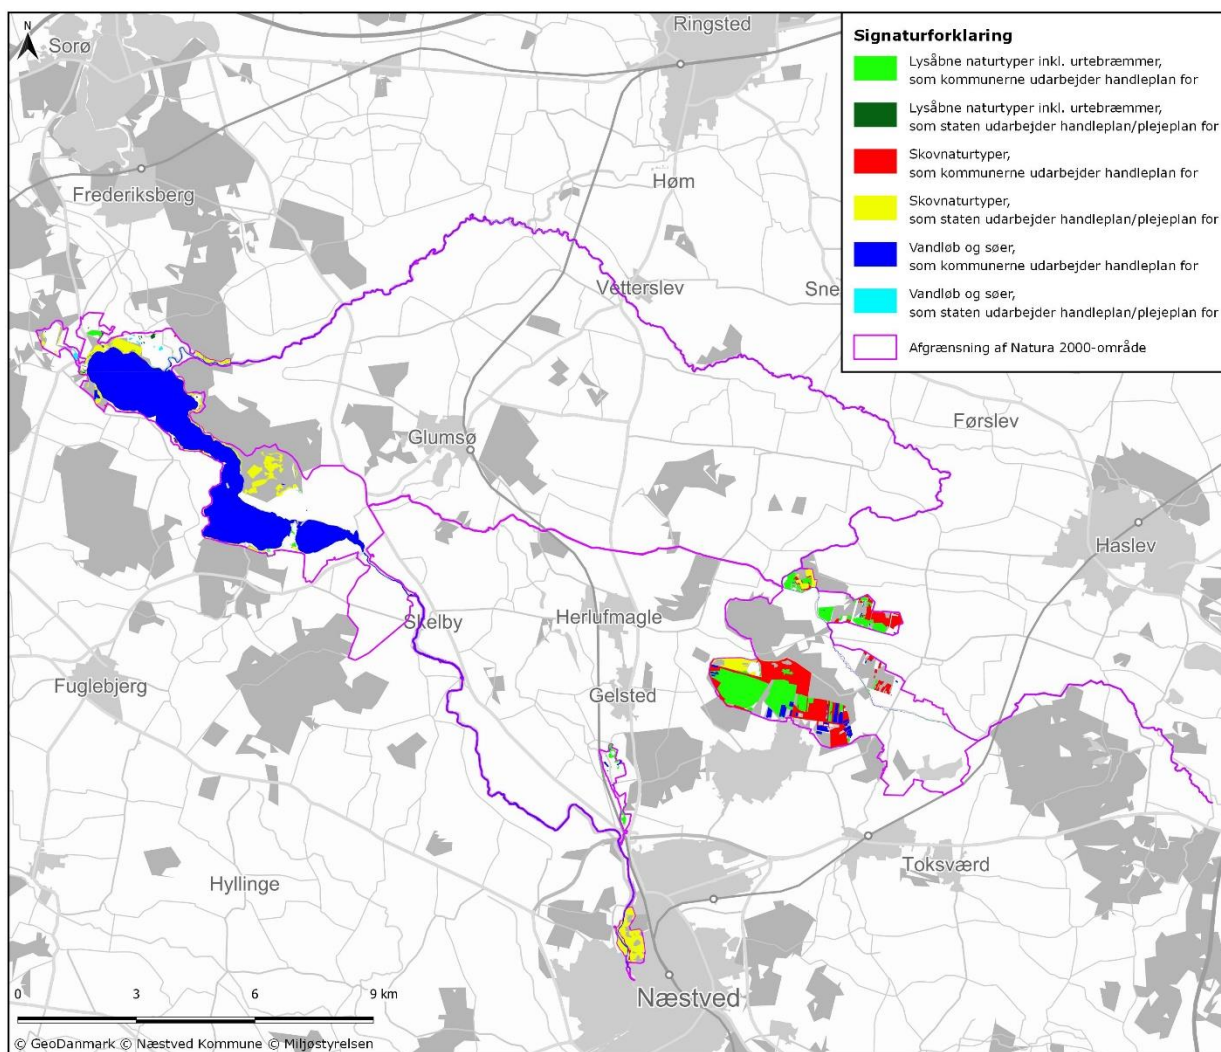 N
Sorø
Ringsted
Signaturforklaring
Lysåbne naturtyper inkl. urtebræmmer,
som kommunerne udarbejder handleplan for
Lysåbne naturtyper inkl. urtebræmmer,
som staten udarbejder handleplan/plejeplan for
Skovnaturtyper,
som kommunerne udarbejder handleplan for
Skovnaturtyper,
som staten udarbejder handleplan/plejeplan for
Vandløb og søer,
som kommunerne udarbejder handleplan for
Vandløb og søer,
som staten udarbejder handleplan/plejeplan for
Afgrænsning af Natura 2000-område
Frederiksberg
Høm
Vetterslev
Sne
Førslev
Glumsø
Haslev
Herlufmagle
Skelby
Fuglebjerg
Gelsted
Toksværd
Hyllinge
Næstved
0 3 6 9 km
© GeoDanmark © Næstved Kommune © Miljøstyrelsen